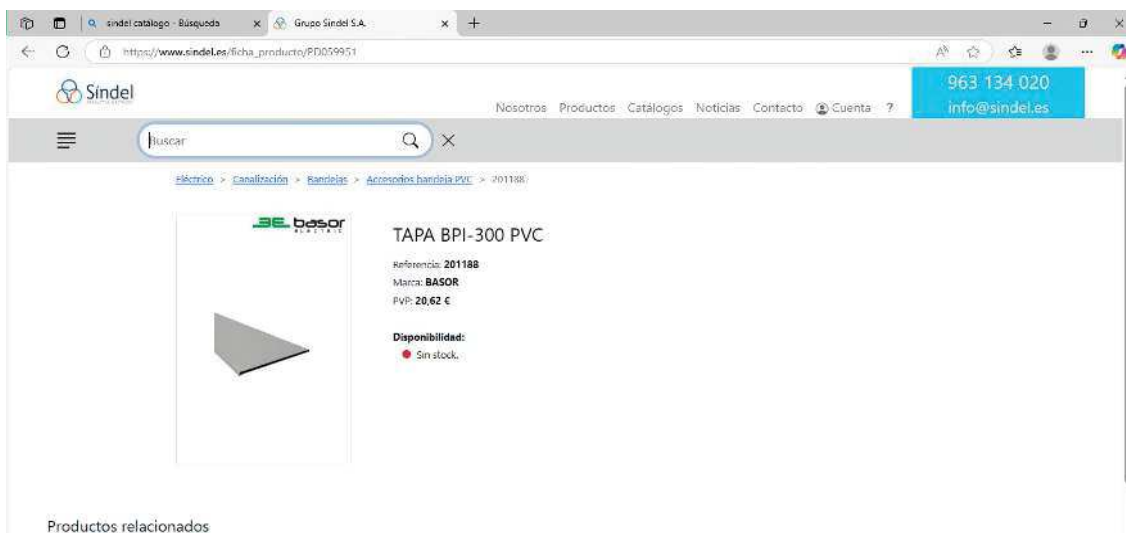 sindel catálogo - Búsqueda
Grupo Sindel S.A.
https://www.sindel.es/ficha_producto/PD059951
Sindel
963 134 020
info@sindel.es
Nosotros Productos Catálogos Noticias Contacto Cuenta ?
Buscar
Eléctrico > Canalización > Bandejas > Accesorios bandeja PVC > 201188
basor
ELECTRIC
TAPA BPI-300 PVC
Referencia: 201188
Marca: BASOR
PVP: 20,62 €
Disponibilidad:
Sin stock.
Productos relacionados